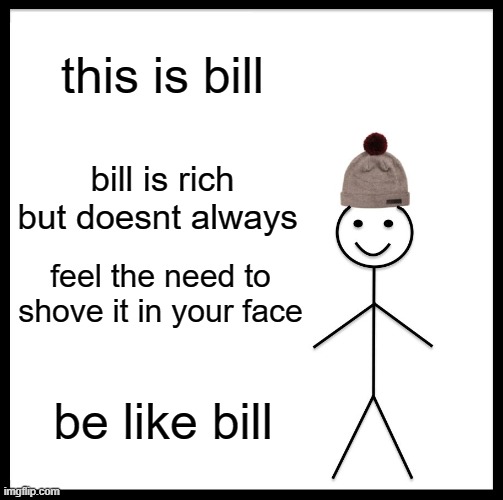 this is bill
bill is rich
but doesnt always
feel the need to
shove it in your face
be like bill
imgflip.com